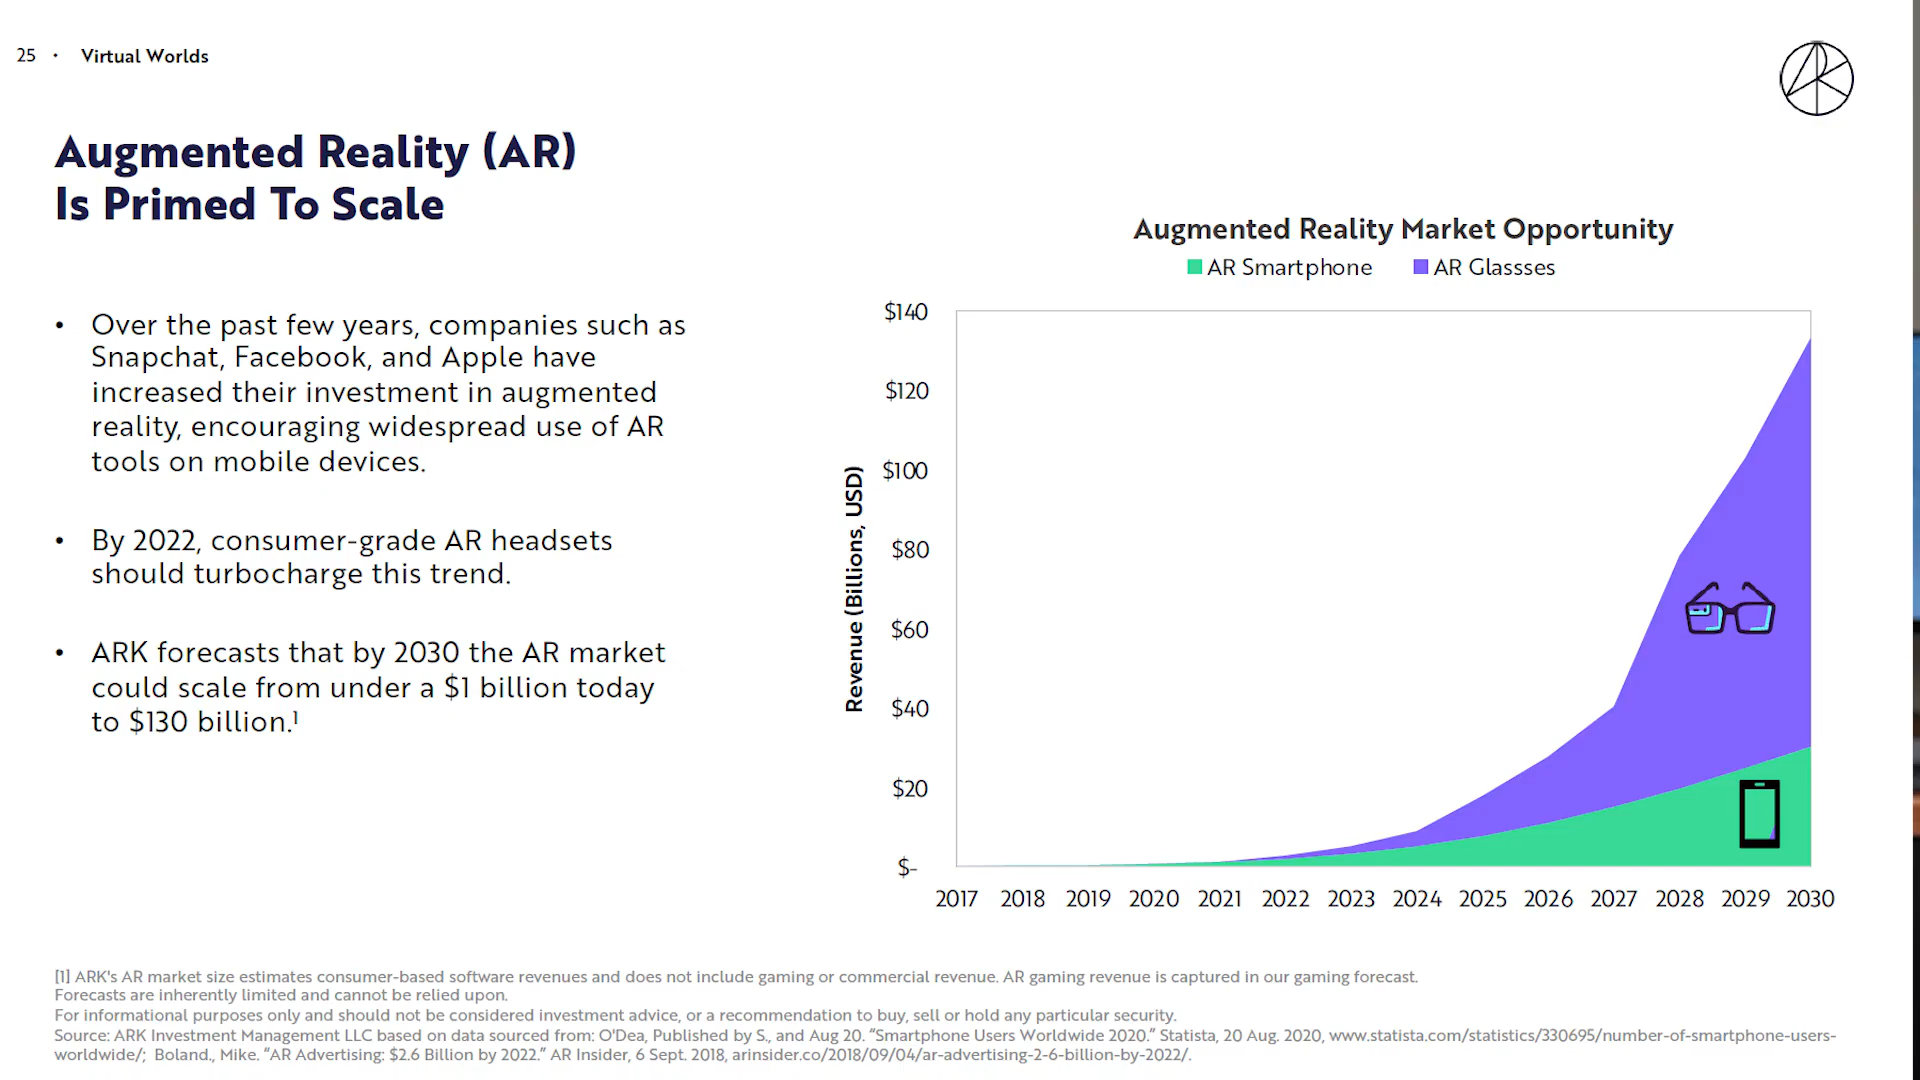 25 • Virtual Worlds
Augmented Reality (AR)
Is Primed To Scale
• Over the past few years, companies such as
Snapchat, Facebook, and Apple have
increased their investment in augmented
reality, encouraging widespread use of AR
tools on mobile devices.
• By 2022, consumer-grade AR headsets
should turbocharge this trend.
• ARK forecasts that by 2030 the AR market
could scale from under a $1 billion today
to $130 billion.¹
Augmented Reality Market Opportunity
AR Smartphone AR Glassses
Revenue (Billions, USD)
$140
$120
$100
$80
$60
$40
$20
$-
2017 2018 2019 2020 2021 2022 2023 2024 2025 2026 2027 2028 2029 2030
[1] ARK's AR market size estimates consumer-based software revenues and does not include gaming or commercial revenue. AR gaming revenue is captured in our gaming forecast.
Forecasts are inherently limited and cannot be relied upon.
For informational purposes only and should not be considered investment advice, or a recommendation to buy, sell or hold any particular security.
Source: ARK Investment Management LLC based on data sourced from: O'Dea, Published by S., and Aug 20. “Smartphone Users Worldwide 2020.” Statista, 20 Aug. 2020, www.statista.com/statistics/330695/number-of-smartphone-users-
worldwide/; Boland., Mike. “AR Advertising: $2.6 Billion by 2022.” AR Insider, 6 Sept. 2018, arinsider.co/2018/09/04/ar-advertising-2-6-billion-by-2022/.